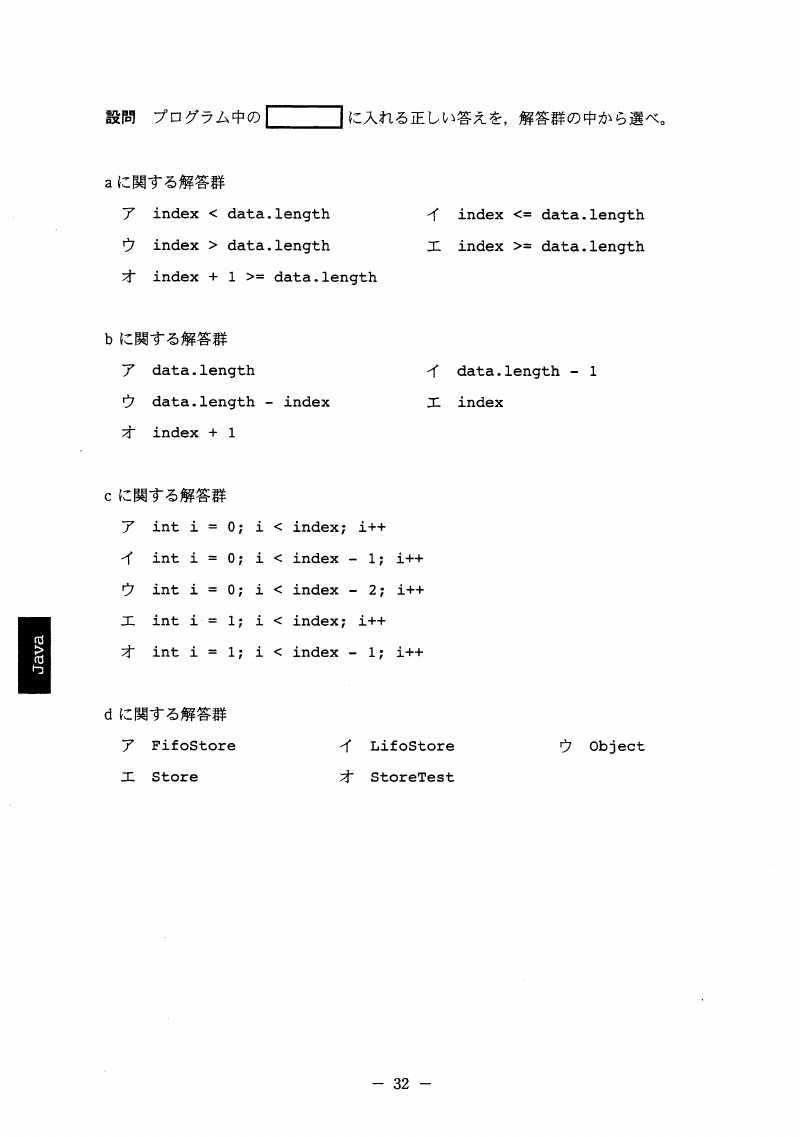 設問 プログラム中の に入れる正しい答えを，解答群の中から選べ。
a に関する解答群
ア index < data.length イ index <= data.length
ウ index > data.length エ index >= data.length
オ index + 1 >= data.length
b に関する解答群
ア data.length イ data.length - 1
ウ data.length - index エ index
オ index + 1
c に関する解答群
ア int i = 0; i < index; i++
イ int i = 0; i < index - 1; i++
ウ int i = 0; i < index - 2; i++
エ int i = 1; i < index; i++
オ int i = 1; i < index - 1; i++
Java
d に関する解答群
ア FifoStore イ LifoStore ウ Object
エ Store オ StoreTest
― 32 ―